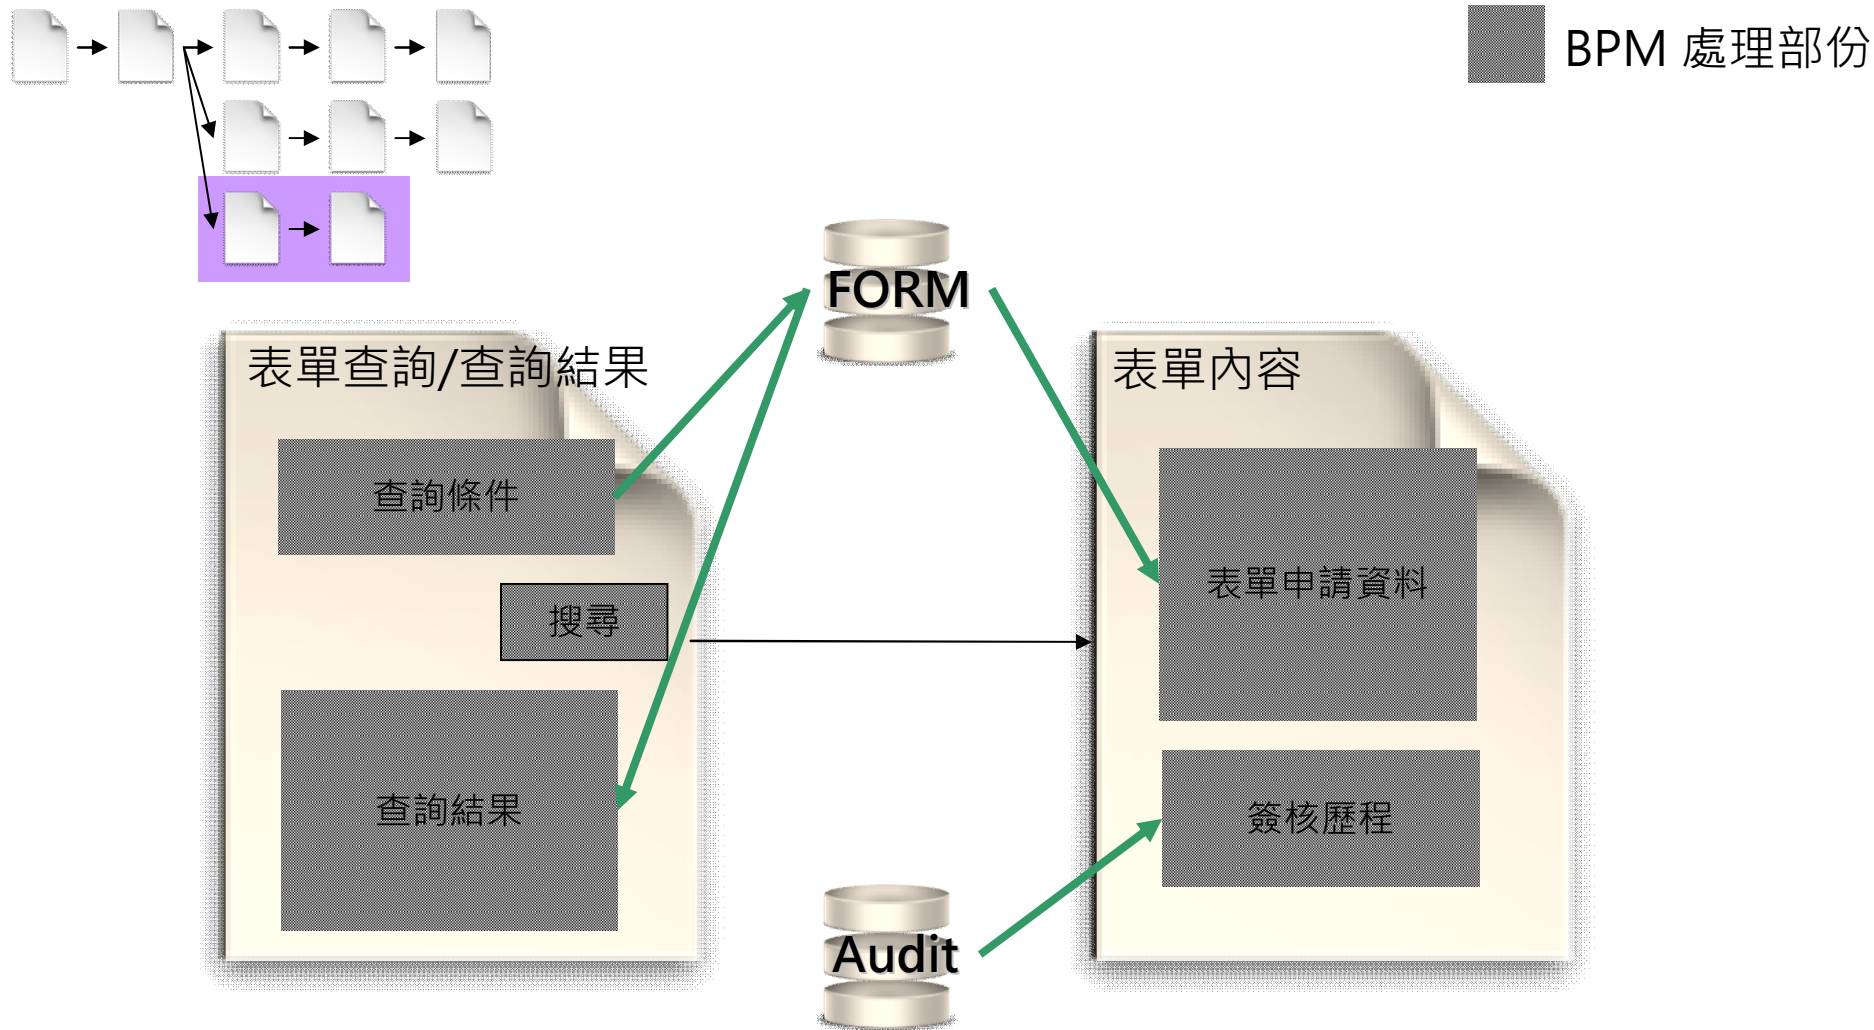 BPM 處理部份
FORM
表單查詢/查詢結果
表單內容
查詢條件
表單申請資料
搜尋
查詢結果
簽核歷程
Audit